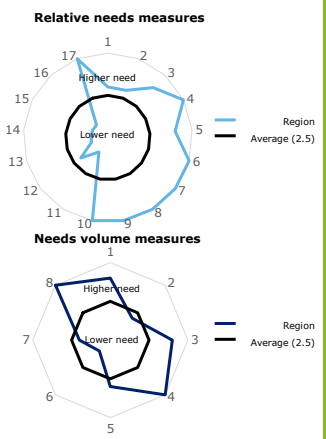 Relative needs measures
1
2
3
4
5
6
7
8
9
10
11
12
13
14
15
16
17
Higher need
Lower need
Region
Average (2.5)
Needs volume measures
1
2
3
4
5
6
7
8
Higher need
Lower need
Region
Average (2.5)